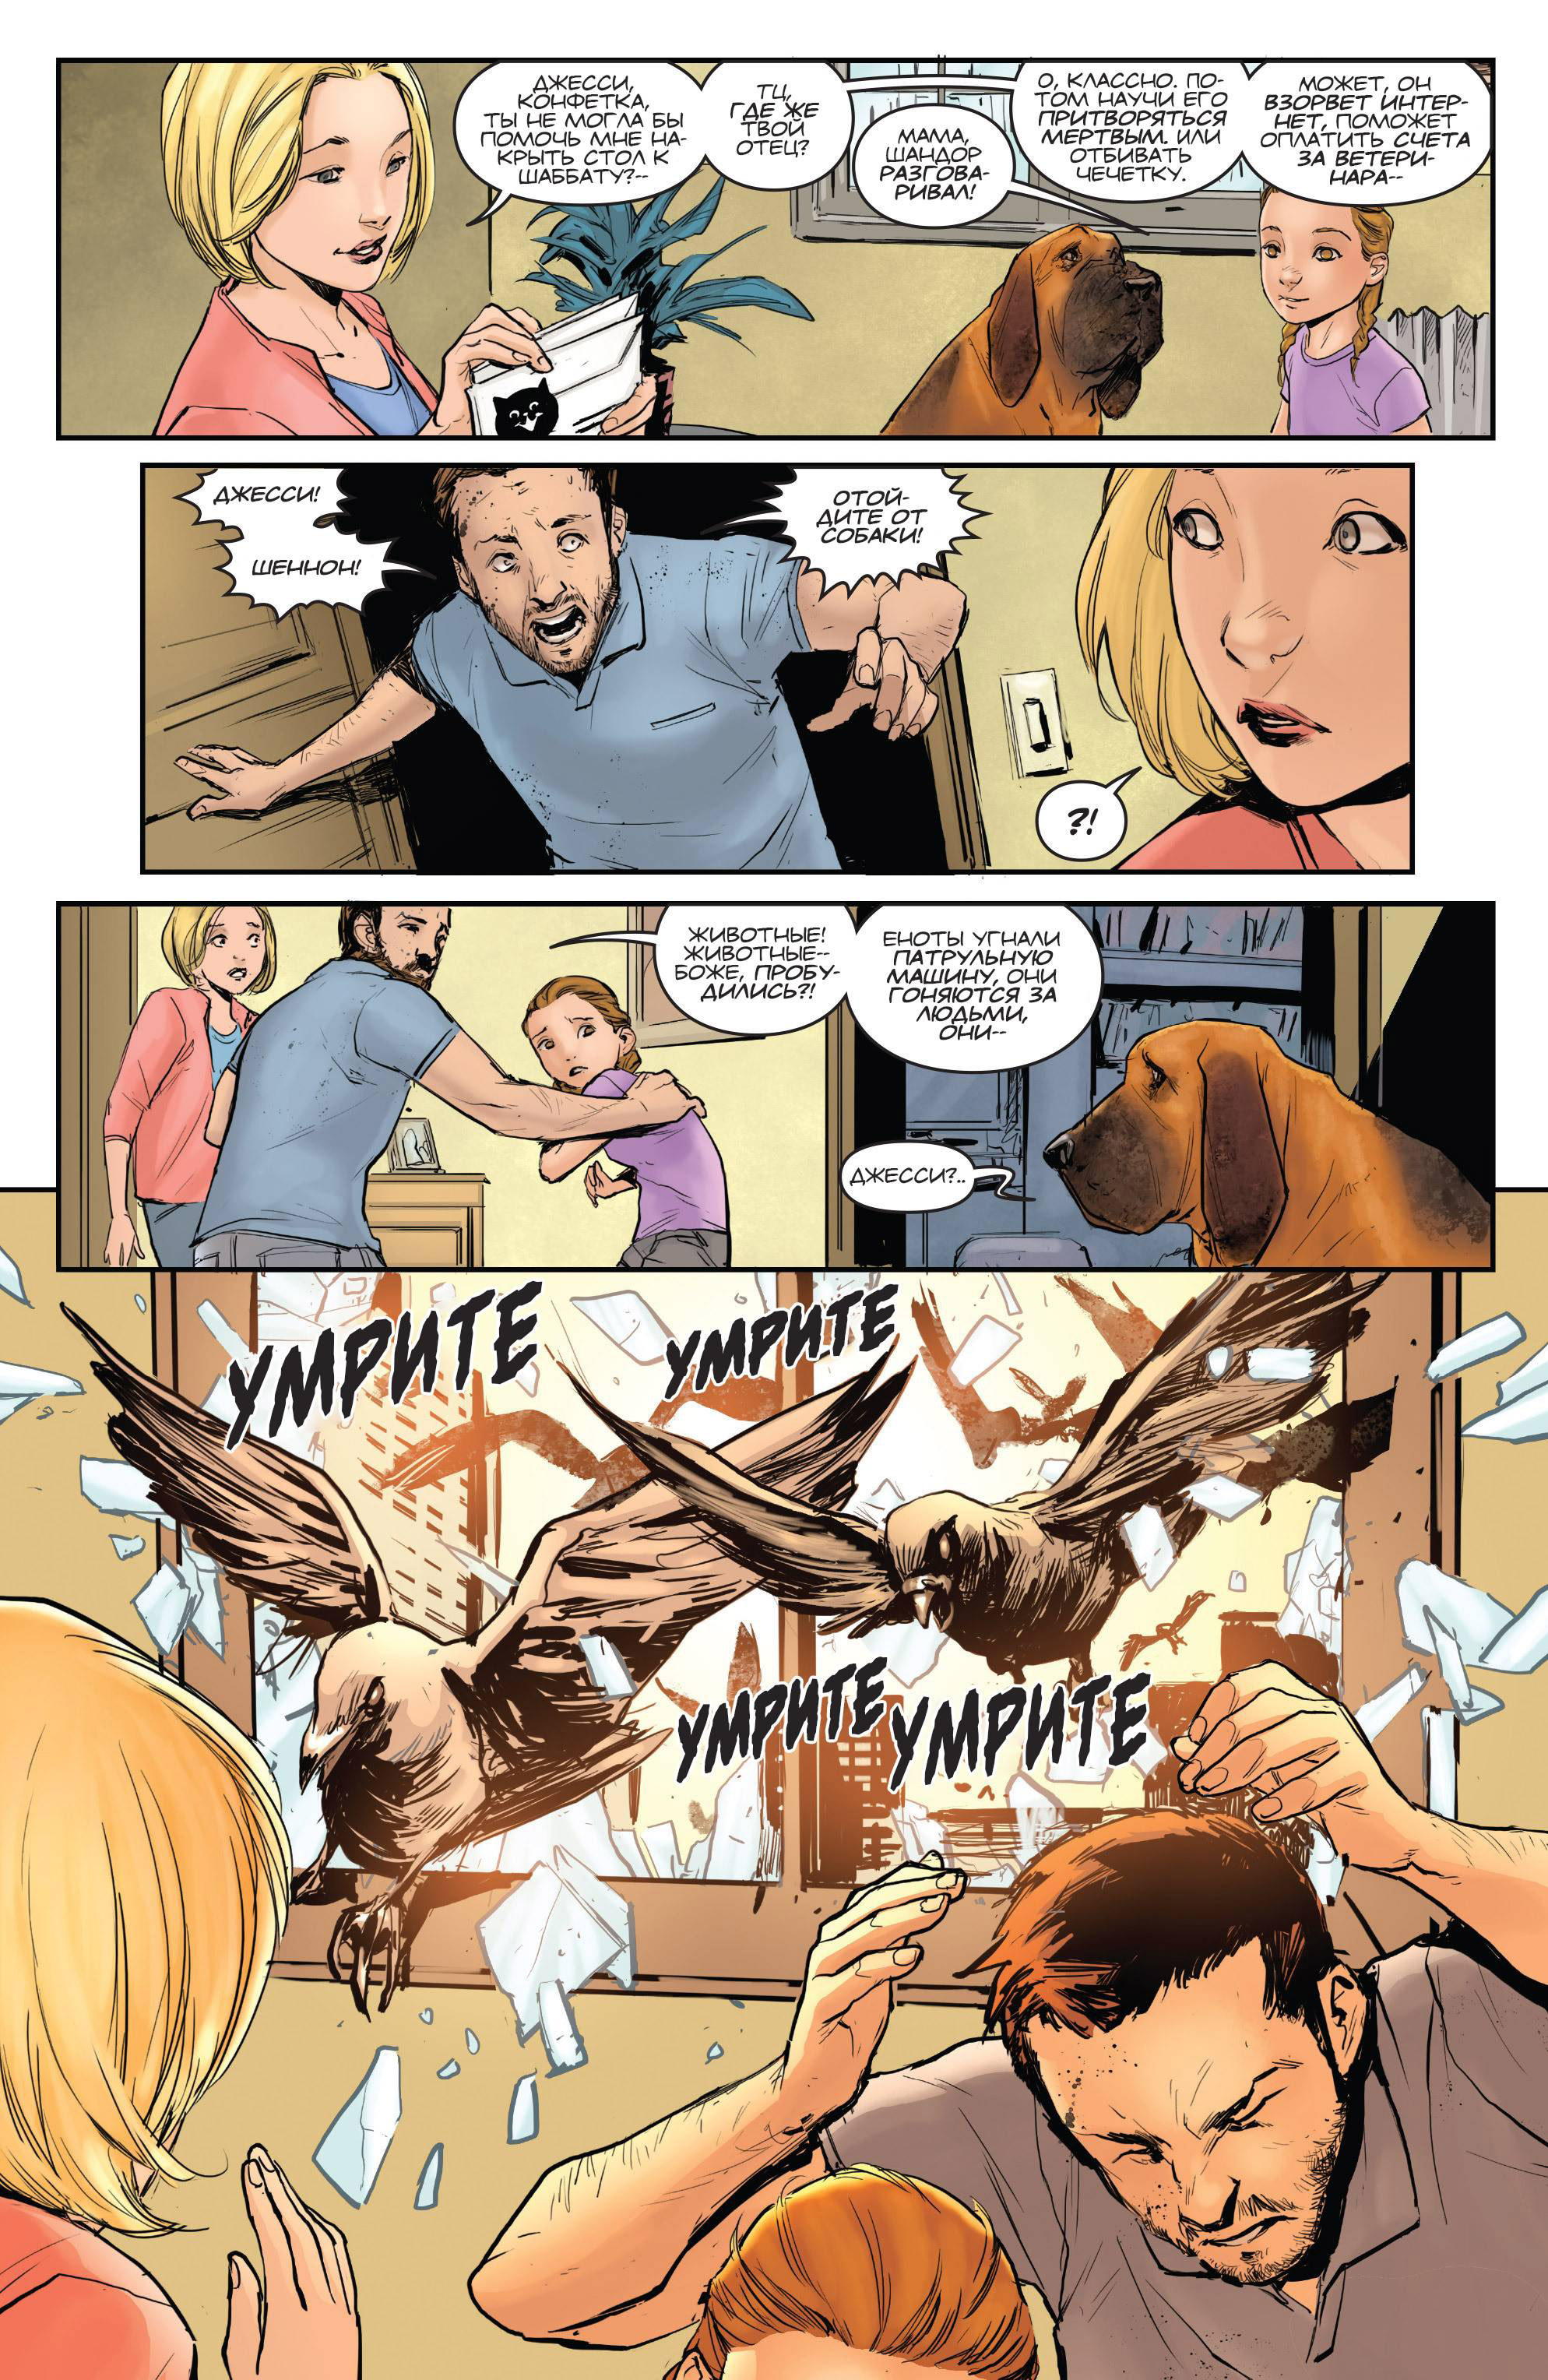 ДЖЕССИ,
КОНФЕТКА,
ТЫ НЕ МОГЛА БЫ
ПОМОЧЬ МНЕ НА-
КРЫТЬ СТОЛ К
ШАББАТУ?--
ТЦ,
ГДЕ ЖЕ
ТВОЙ
ОТЕЦ?
МАМА,
ШАНДОР
РАЗГОВА-
РИВАЛ!
О, КЛАССНО. ПО-
ТОМ НАУЧИ ЕГО
ПРИТВОРЯТЬСЯ
МЕРТВЫМ. ИЛИ
ОТБИВАТЬ
ЧЕЧЕТКУ.
МОЖЕТ, ОН
ВЗОРВЕТ ИНТЕР-
НЕТ, ПОМОЖЕТ
ОПЛАТИТЬ СЧЕТА
ЗА ВЕТЕРИ-
НАРА--
ДЖЕССИ!
ШЕННОН!
ОТОЙ-
ДИТЕ ОТ
СОБАКИ!
?!
ЖИВОТНЫЕ!
ЖИВОТНЫЕ--
БОЖЕ, ПРОБУ-
ДИЛИСЬ?!
ЕНОТЫ УГНАЛИ
ПАТРУЛЬНУЮ
МАШИНУ, ОНИ
ГОНЯЮТСЯ ЗА
ЛЮДЬМИ,
ОНИ--
ДЖЕССИ?..
УМРИТЕ
УМРИТЕ
УМРИТЕ
УМРИТЕ